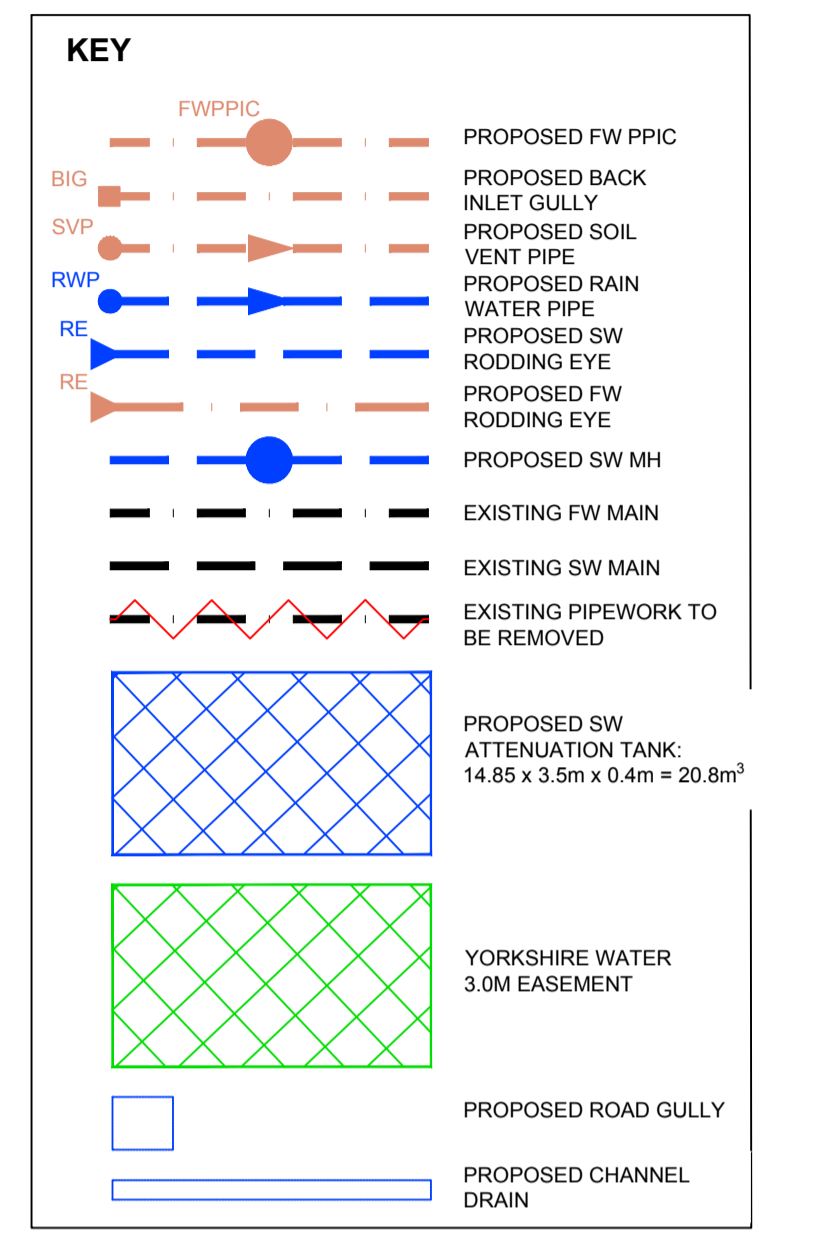 KEY
FWPPIC
PROPOSED FW PPIC
BIG
PROPOSED BACK
INLET GULLY
SVP
PROPOSED SOIL
VENT PIPE
RWP
PROPOSED RAIN
WATER PIPE
RE
PROPOSED SW
RODDING EYE
RE
PROPOSED FW
RODDING EYE
PROPOSED SW MH
EXISTING FW MAIN
EXISTING SW MAIN
EXISTING PIPEWORK TO
BE REMOVED
PROPOSED SW
ATTENUATION TANK:
14.85 x 3.5m x 0.4m = 20.8m³
YORKSHIRE WATER
3.0M EASEMENT
PROPOSED ROAD GULLY
PROPOSED CHANNEL
DRAIN